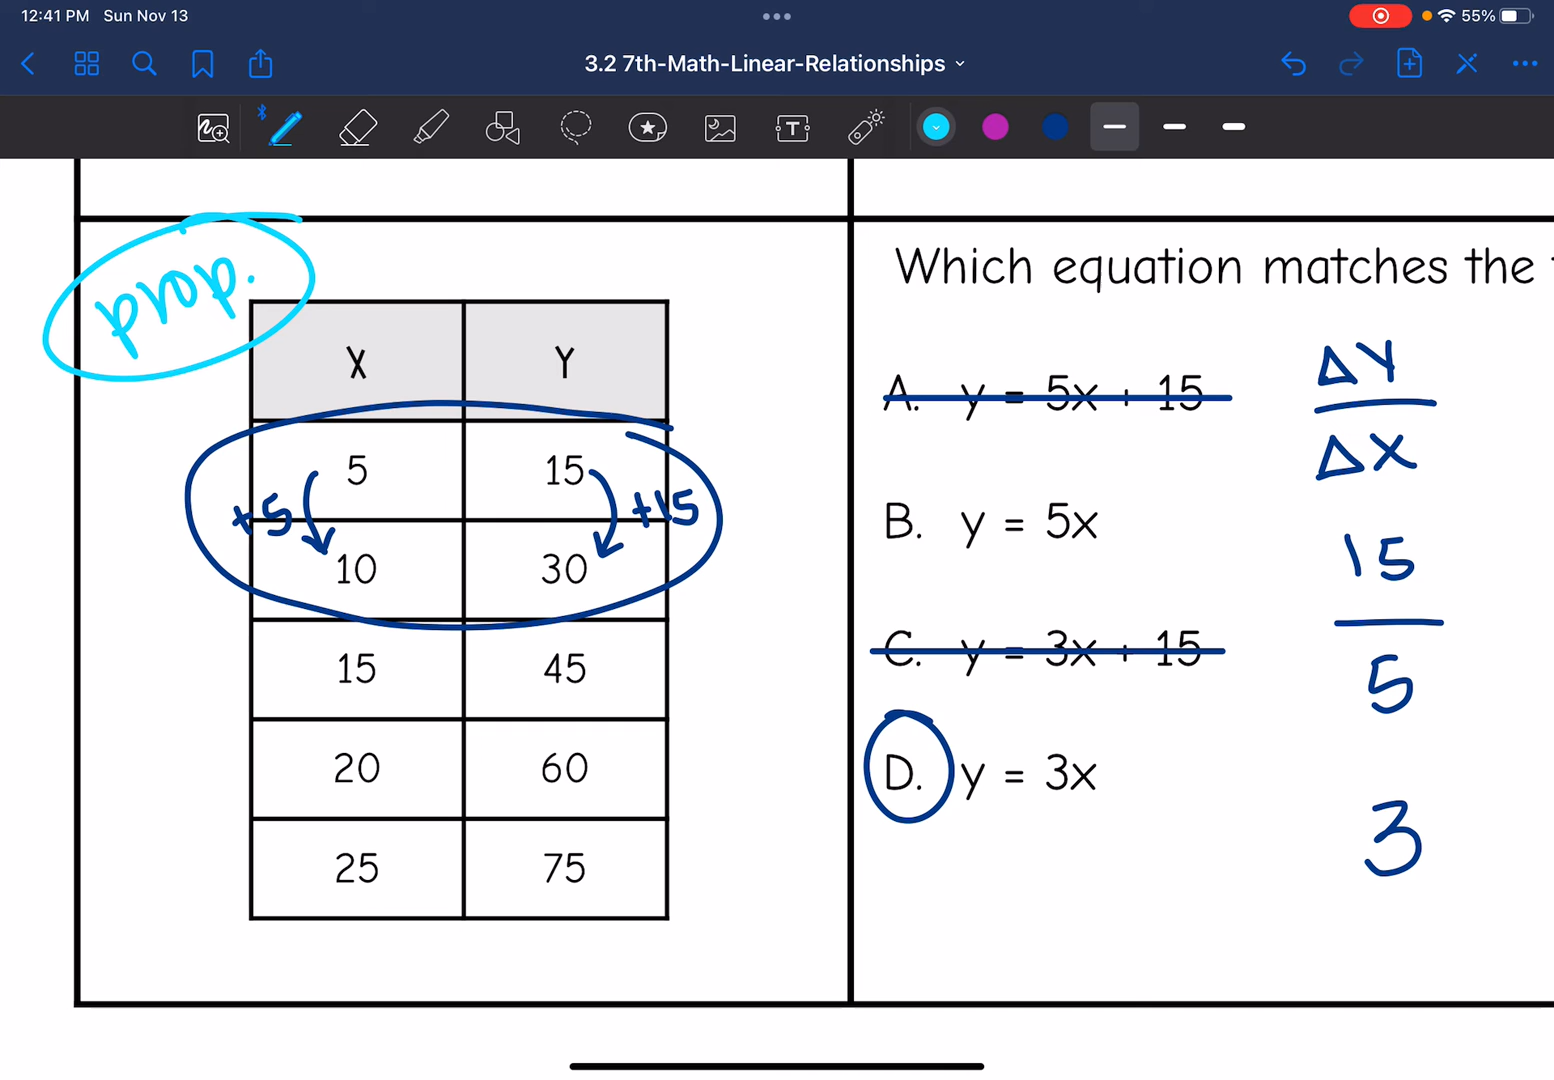 12:41 PM Sun Nov 13
55%
3.2 7th-Math-Linear-Relationships
T
prop.
X Y
5 15
+5 +15
10 30
15 45
20 60
25 75
Which equation matches the
A. y = 5x + 15
B. y = 5x
C. y = 3x + 15
D. y = 3x
ΔY
ΔX
15
5
3